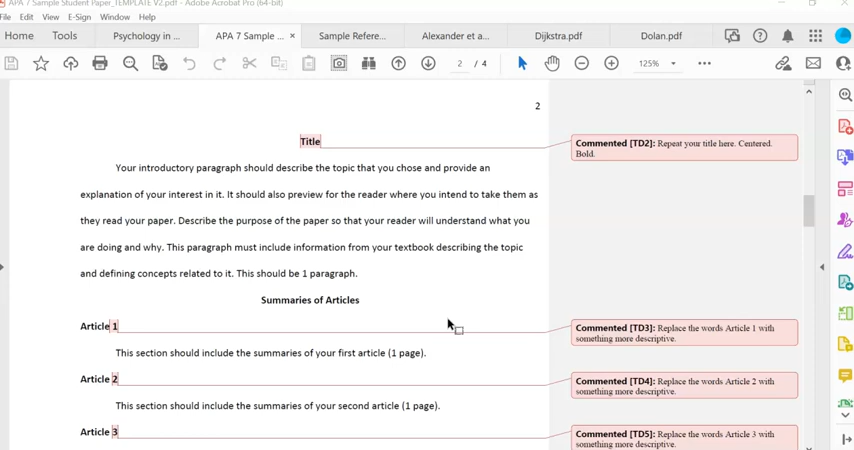 APA 7 Sample Student Paper_TEMPLATE V2.pdf - Adobe Acrobat Pro (64-bit)
File Edit View E-Sign Window Help
Home Tools Psychology in ... APA 7 Sample ... × Sample Refere... Alexander et a... Dijkstra.pdf Dolan.pdf
2 / 4 125%
2
Title
Commented [TD2]: Repeat your title here. Centered.
Bold.
Your introductory paragraph should describe the topic that you chose and provide an
explanation of your interest in it. It should also preview for the reader where you intend to take them as
they read your paper. Describe the purpose of the paper so that your reader will understand what you
are doing and why. This paragraph must include information from your textbook describing the topic
and defining concepts related to it. This should be 1 paragraph.
Summaries of Articles
Article 1
Commented [TD3]: Replace the words Article 1 with
something more descriptive.
This section should include the summaries of your first article (1 page).
Article 2
Commented [TD4]: Replace the words Article 2 with
something more descriptive.
This section should include the summaries of your second article (1 page).
Article 3
Commented [TD5]: Replace the words Article 3 with
something more descriptive.